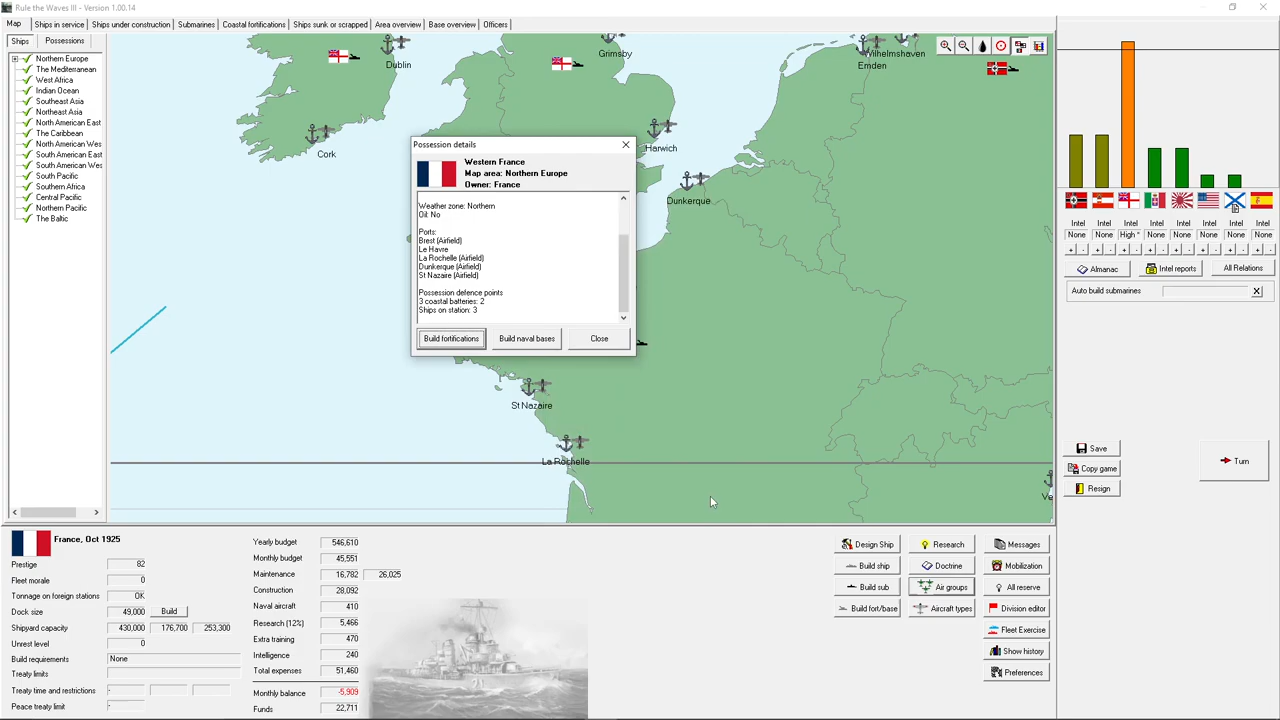 Rule the Waves III - Version 1.00.14
Map
Ships in service
Ships under construction
Submarines
Coastal fortifications
Ships sunk or scrapped
Area overview
Base overview
Officers
Ships
Possessions
Northern Europe
The Mediterranean
West Africa
Indian Ocean
Southeast Asia
Northeast Asia
North American East
The Caribbean
North American Wes
South American East
South American Wes
South Pacific
Southern Africa
Central Pacific
Northern Pacific
The Baltic
Dublin
Grimsby
Wilhelmshaven
Emden
Cork
Harwich
Dunkerque
St Nazaire
La Rochelle
Ve
Possession details
Western France
Map area: Northern Europe
Owner: France
Weather zone: Northern
Oil: No
Ports:
Brest (Airfield)
Le Havre
La Rochelle (Airfield)
Dunkerque (Airfield)
St Nazaire (Airfield)
Possession defence points
3 coastal batteries: 2
Ships on station: 3
Build fortifications
Build naval bases
Close
Intel Intel Intel Intel Intel Intel Intel Intel
None None High* None None None None None
+ - + - + - + - + - + - + - + -
Almanac
Intel reports
All Relations
Auto build submarines
Save
Copy game
Resign
Turn
France, Oct 1925
Prestige 82
Fleet morale 0
Tonnage on foreign stations OK
Dock size 49,000 Build
Shipyard capacity 430,000 176,700 253,300
Unrest level 0
Build requirements None
Treaty limits
Treaty time and restrictions -
Peace treaty limit -
Yearly budget 546,610
Monthly budget 45,551
Maintenance 16,782 26,025
Construction 28,092
Naval aircraft 410
Research (12%) 5,466
Extra training 470
Intelligence 240
Total expenses 51,460
Monthly balance -5,909
Funds 22,711
Design Ship
Research
Messages
Build ship
Doctrine
Mobilization
Build sub
Air groups
All reserve
Build fort/base
Aircraft types
Division editor
Fleet Exercise
Show history
Preferences